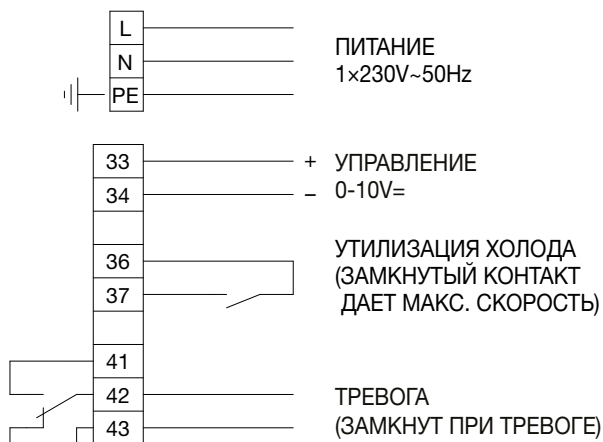 L
N
PE
ПИТАНИЕ
1×230V~50Hz
33
34
+ УПРАВЛЕНИЕ
− 0-10V=
36
37
УТИЛИЗАЦИЯ ХОЛОДА
(ЗАМКНУТЫЙ КОНТАКТ
ДАЕТ МАКС. СКОРОСТЬ)
41
42
43
ТРЕВОГА
(ЗАМКНУТ ПРИ ТРЕВОГЕ)